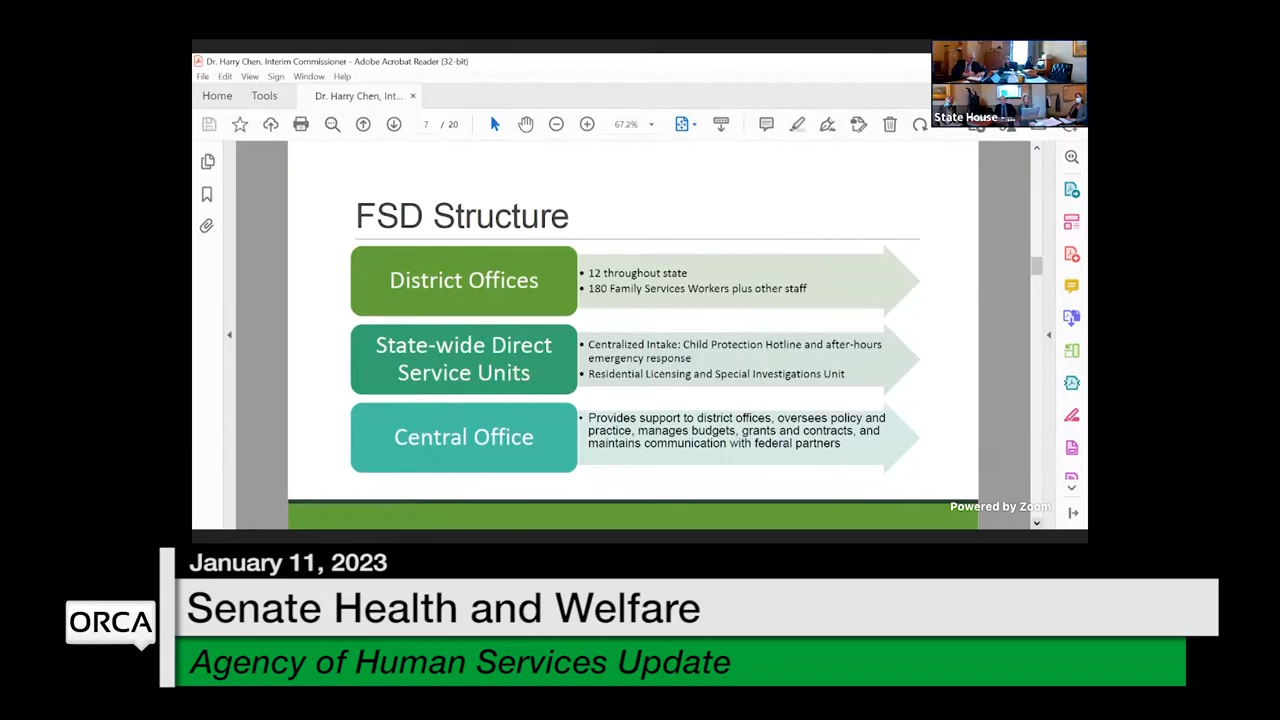 Dr. Harry Chen, Interim Commissioner - Adobe Acrobat Reader (32-bit)
File Edit View Sign Window Help
Home Tools Dr. Harry Chen, Int... ×
7 / 20 67.2%
State House - ...
FSD Structure
District Offices
• 12 throughout state
• 180 Family Services Workers plus other staff
State-wide Direct
Service Units
• Centralized Intake: Child Protection Hotline and after-hours
emergency response
• Residential Licensing and Special Investigations Unit
Central Office
• Provides support to district offices, oversees policy and
practice, manages budgets, grants and contracts, and
maintains communication with federal partners
Powered by Zoom
January 11, 2023
ORCA
Senate Health and Welfare
Agency of Human Services Update